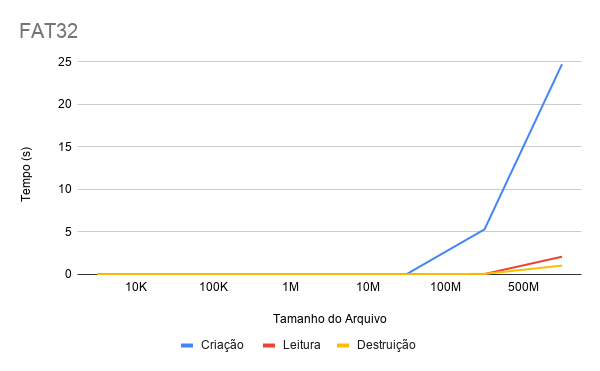 FAT32
25
20
15
10
5
0
Tempo (s)
10K 100K 1M 10M 100M 500M
Tamanho do Arquivo
Criação Leitura Destruição